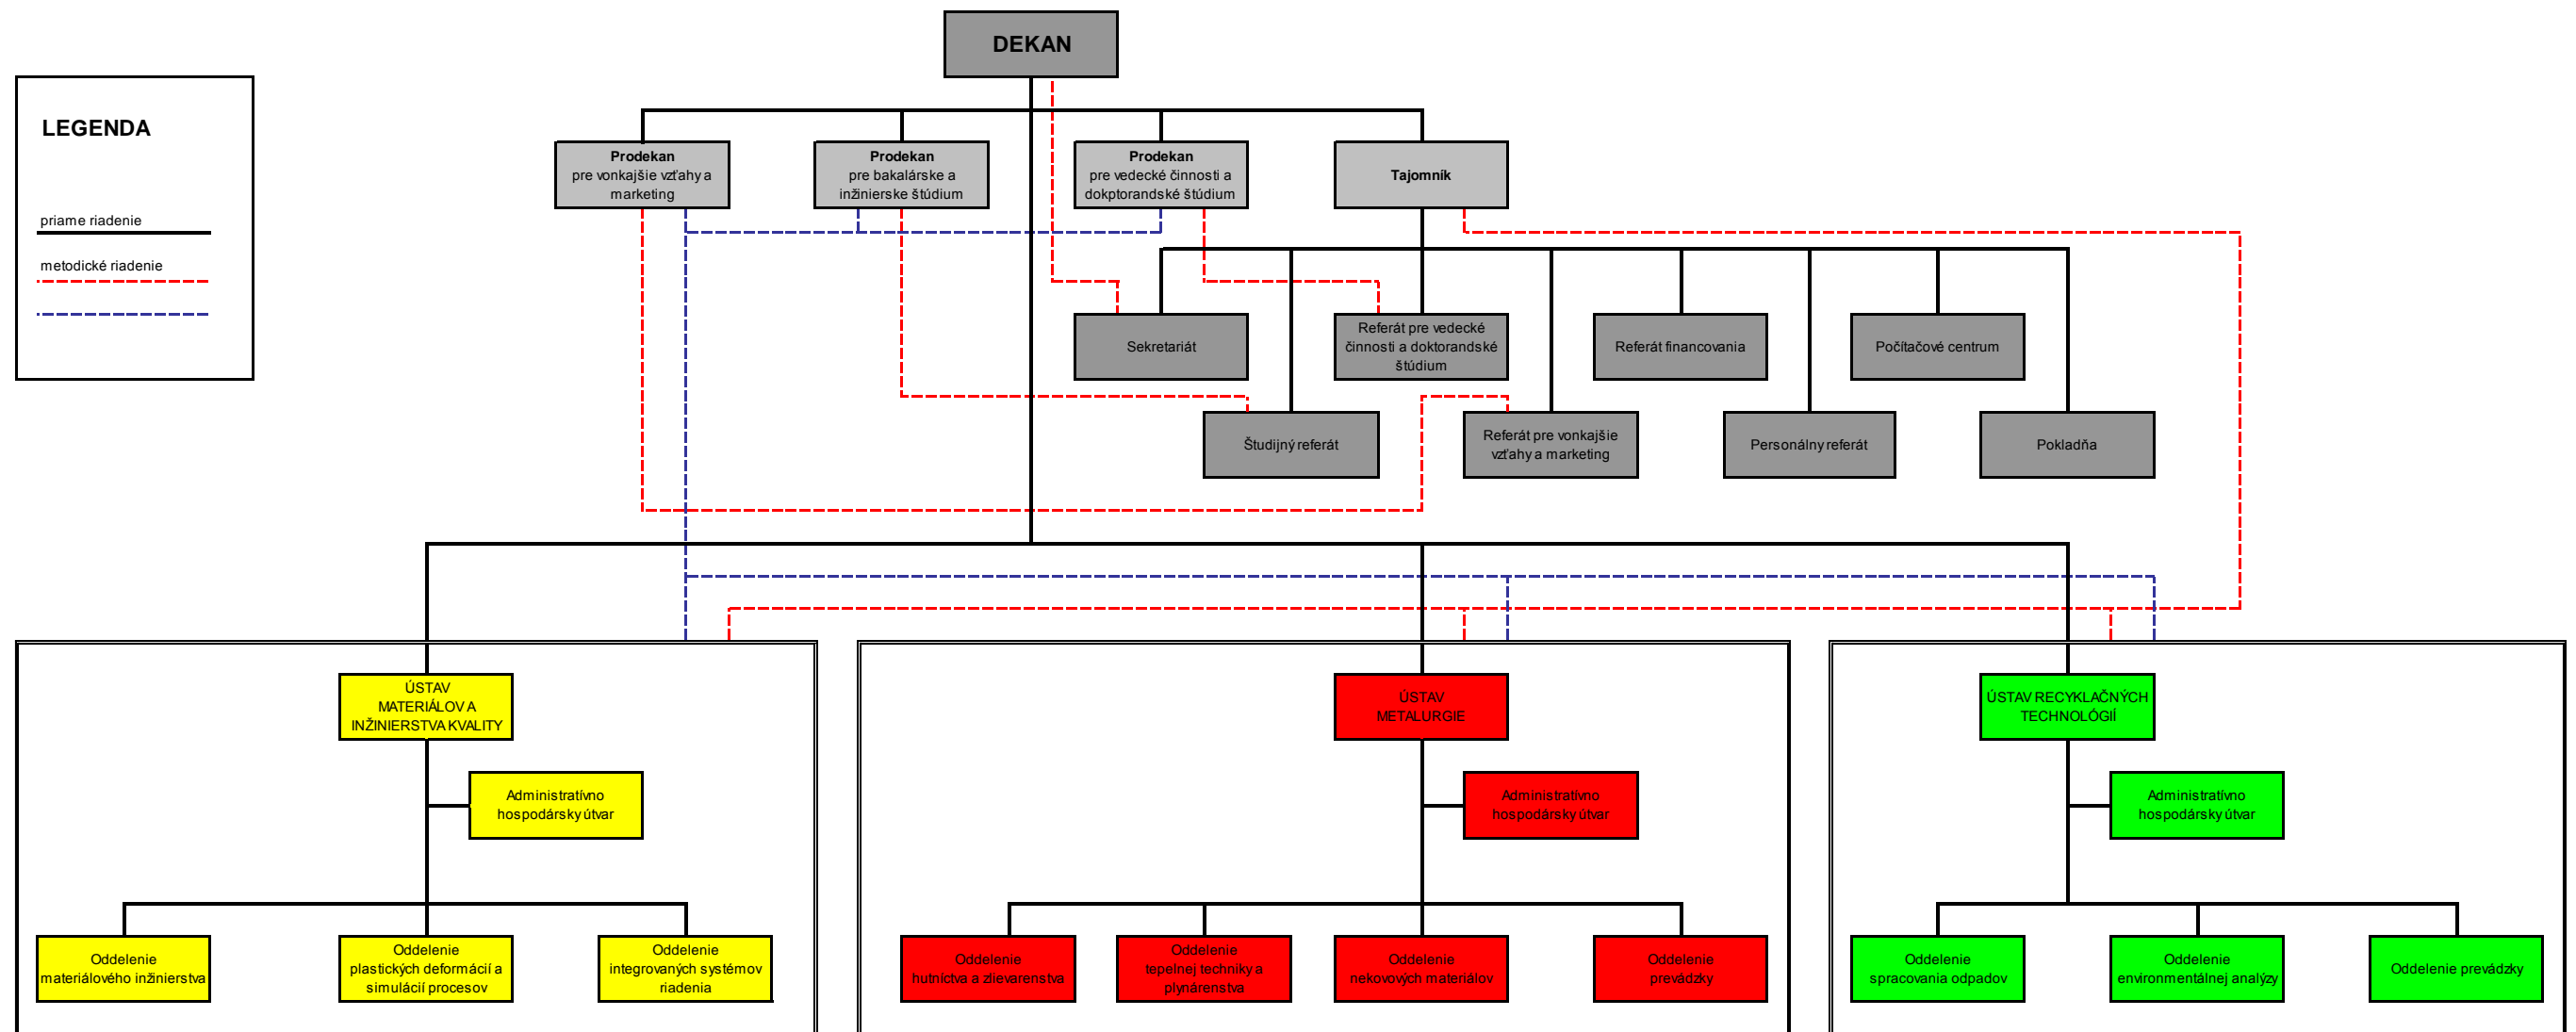 DEKAN
LEGENDA
priame riadenie
metodické riadenie
Prodekan
pre vonkajšie vzťahy a
marketing
Prodekan
pre bakalárske a
inžinierske štúdium
Prodekan
pre vedecké činnosti a
dokptorandské štúdium
Tajomník
Sekretariát
Referát pre vedecké
činnosti a doktorandské
štúdium
Referát financovania
Počítačové centrum
Študijný referát
Referát pre vonkajšie
vzťahy a marketing
Personálny referát
Pokladňa
ÚSTAV
MATERIÁLOV A
INŽINIERSTVA KVALITY
Administratívno
hospodársky útvar
Oddelenie
materiálového inžinierstva
Oddelenie
plastických deformácií a
simulácií procesov
Oddelenie
integrovaných systémov
riadenia
ÚSTAV
METALURGIE
Administratívno
hospodársky útvar
Oddelenie
hutníctva a zlievarenstva
Oddelenie
tepelnej techniky a
plynárenstva
Oddelenie
nekovových materiálov
Oddelenie
prevádzky
ÚSTAV RECYKLAČNÝCH
TECHNOLÓGIÍ
Administratívno
hospodársky útvar
Oddelenie
spracovania odpadov
Oddelenie
environmentálnej analýzy
Oddelenie prevádzky